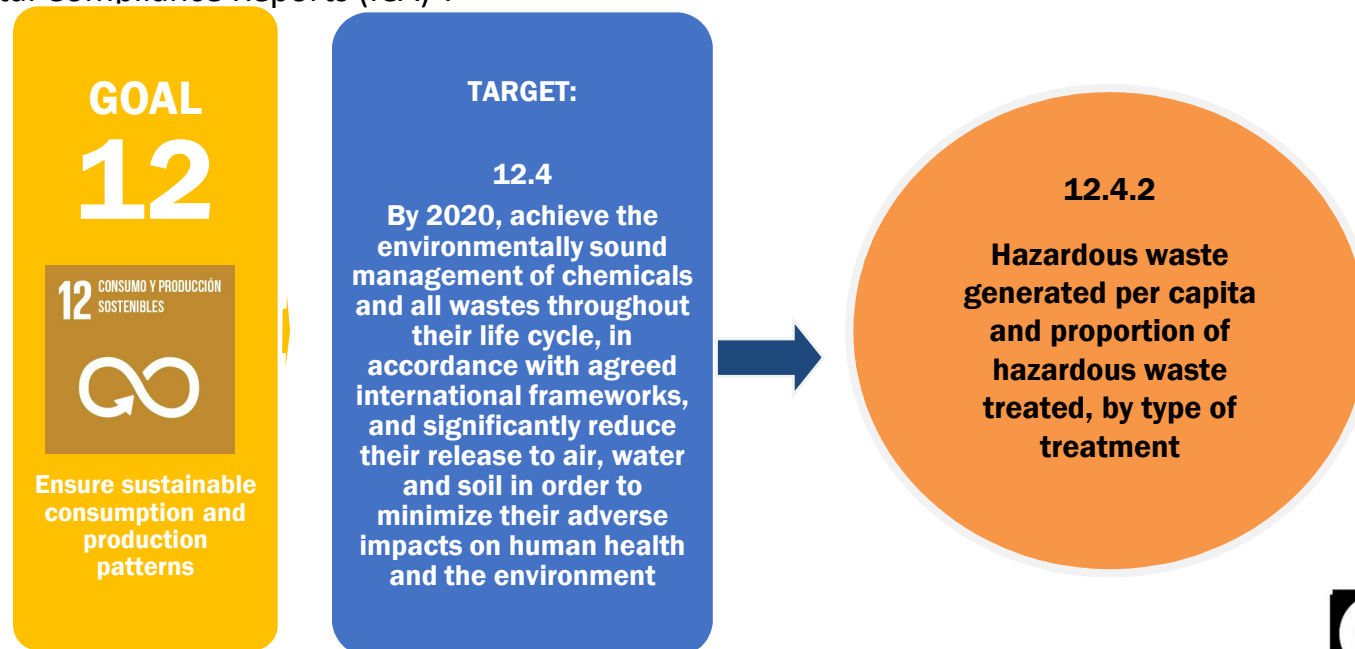 Compliance Reports (ICA) .
GOAL
12
12 CONSUMO Y PRODUCCIÓN
SOSTENIBLES
Ensure sustainable
consumption and
production
patterns
TARGET:
12.4
By 2020, achieve the
environmentally sound
management of chemicals
and all wastes throughout
their life cycle, in
accordance with agreed
international frameworks,
and significantly reduce
their release to air, water
and soil in order to
minimize their adverse
impacts on human health
and the environment
12.4.2
Hazardous waste
generated per capita
and proportion of
hazardous waste
treated, by type of
treatment